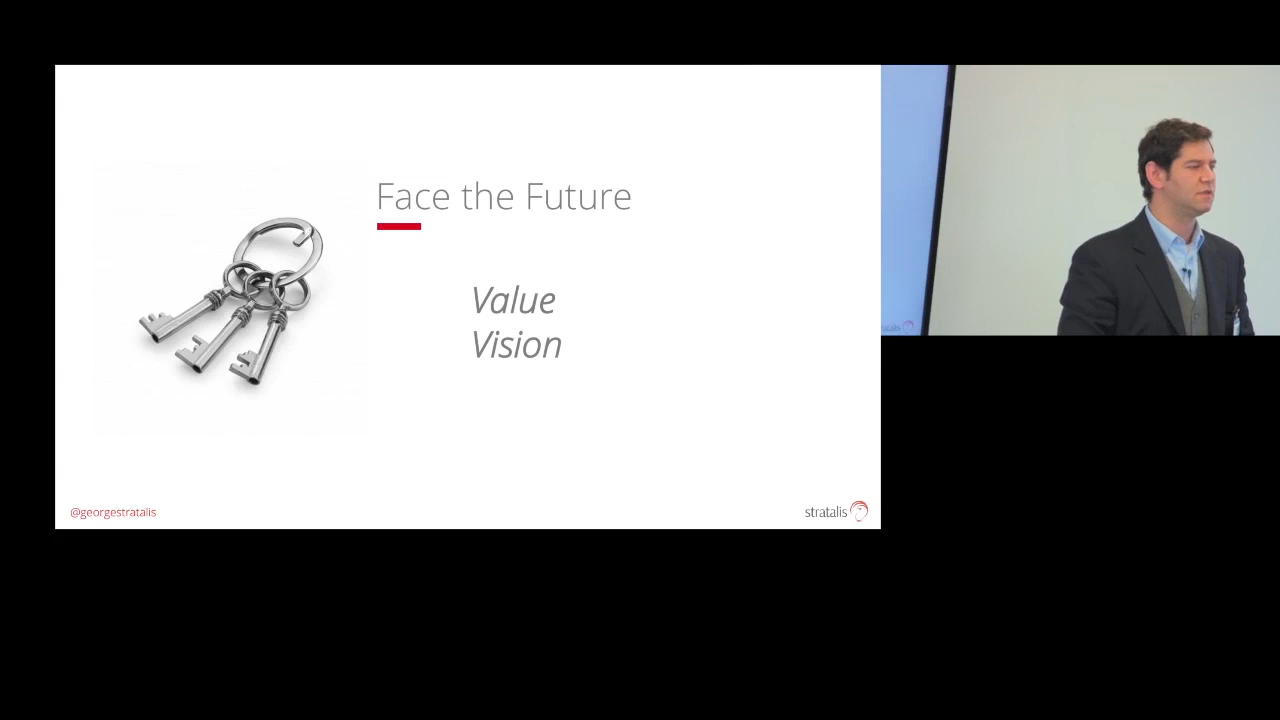 Face the Future
Value
Vision
@georgestratalis
stratalis